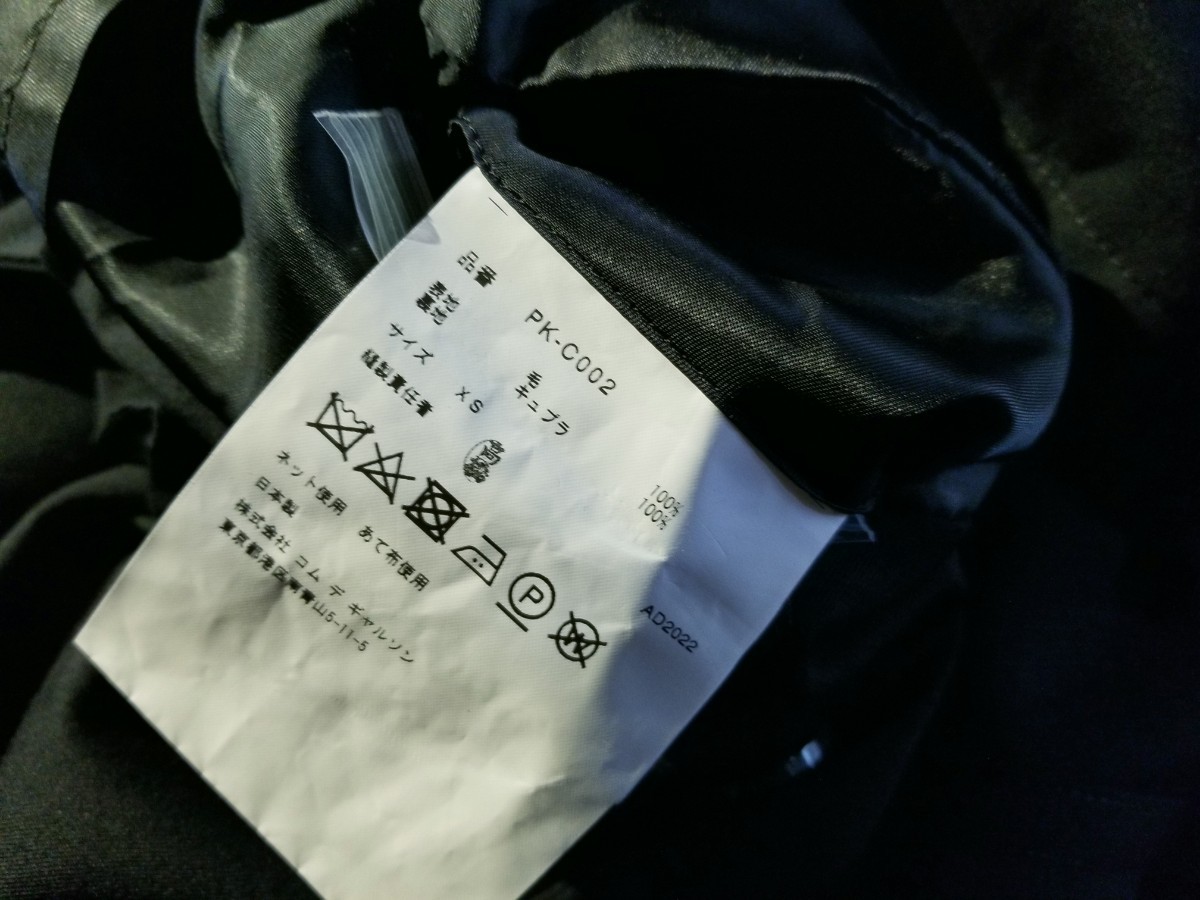 品番 PK-C002
表地 毛 100%
裏地 キュプラ 100%
サイズ XS
縫製責任者 高橋
P
W
AD2022
ネット使用 あて布使用
日本製
株式会社 コム デ ギャルソン
東京都港区南青山5-11-5